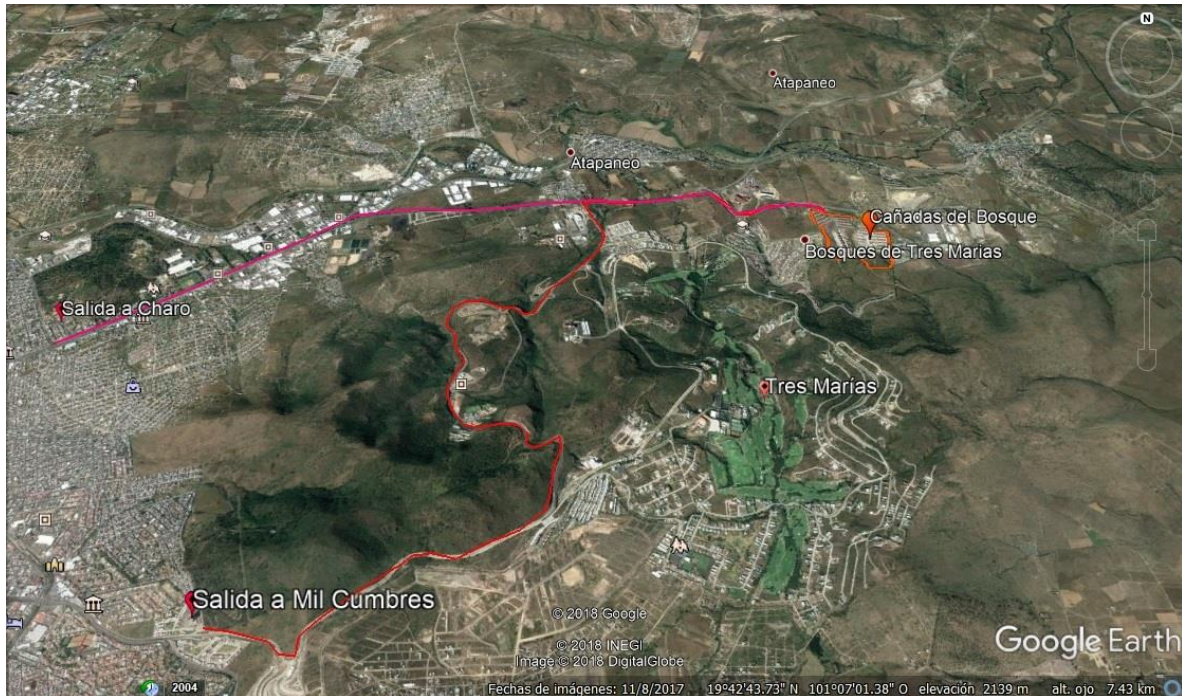 N
Atapaneo
Atapaneo
Cañadas del Bosque
Bosques de Tres Marias
Salida a Charo
Tres Marías
Salida a Mil Cumbres
© 2018 Google
© 2018 INEGI
Image © 2018 DigitalGlobe
Google Earth
2004
Fechas de imágenes: 11/8/2017 19°42'43.73" N 101°07'01.38" O elevación 2139 m alt. ojo 7.43 km